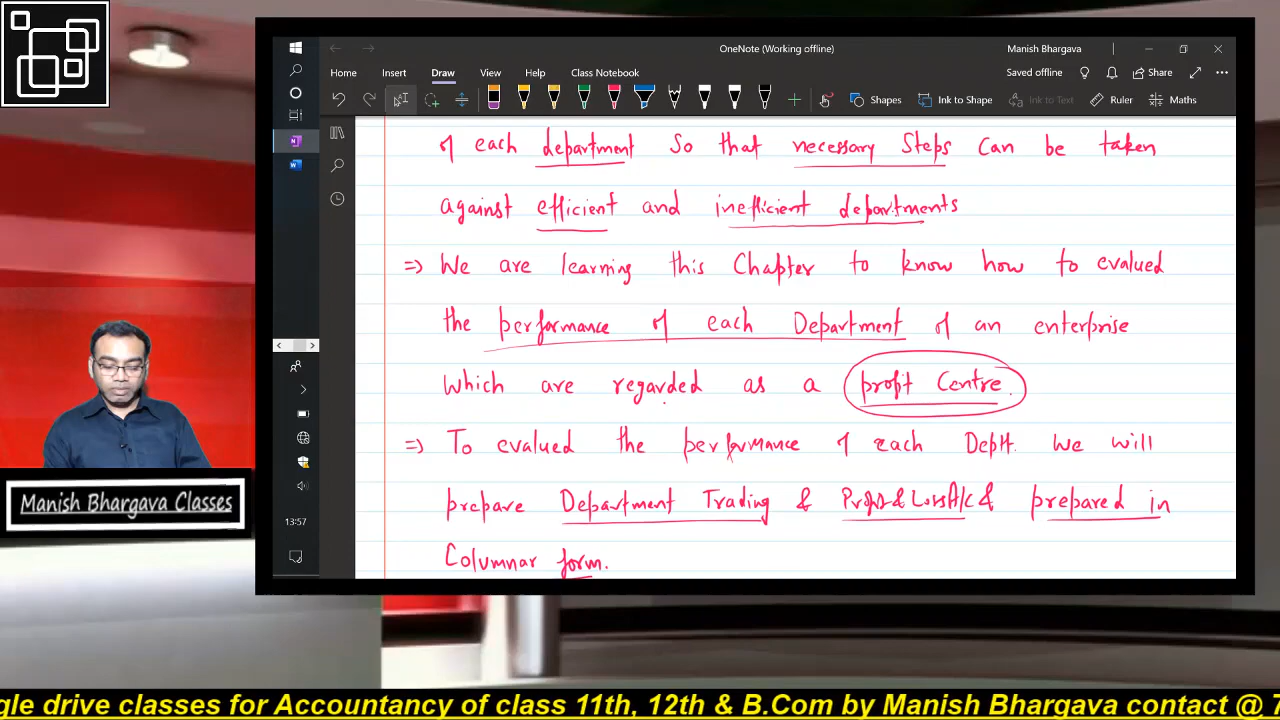 OneNote (Working offline)
Manish Bhargava
Home Insert Draw View Help Class Notebook
Saved offline
Share
Shapes
Ink to Shape
Ink to Text
Ruler
Maths
of each department So that necessary Steps can be taken
against efficient and inefficient departments
=> We are learning this Chapter to know how to evalued
the performance of each Department of an enterprise
which are regarded as a profit Centre.
=> To evalued the performance of each Deptt. we will
prepare Department Trading & Profit & Loss A/c & prepared in
Columnar form.
Manish Bhargava Classes
13:57
gle drive classes for Accountancy of class 11th, 12th & B.Com by Manish Bhargava contact @ 7